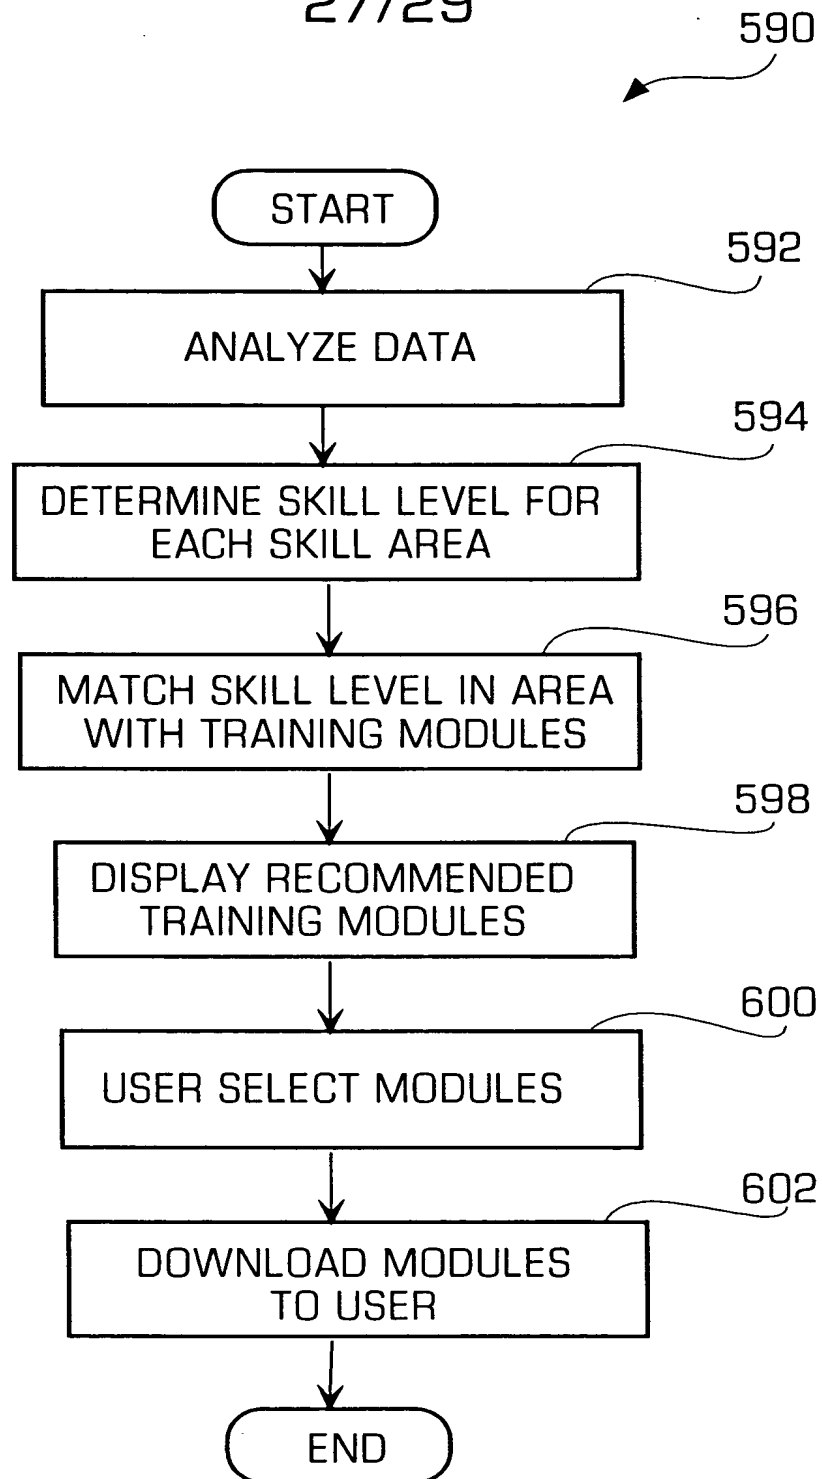 27/29
590
START
592
ANALYZE DATA
594
DETERMINE SKILL LEVEL FOR
EACH SKILL AREA
596
MATCH SKILL LEVEL IN AREA
WITH TRAINING MODULES
598
DISPLAY RECOMMENDED
TRAINING MODULES
600
USER SELECT MODULES
602
DOWNLOAD MODULES
TO USER
END